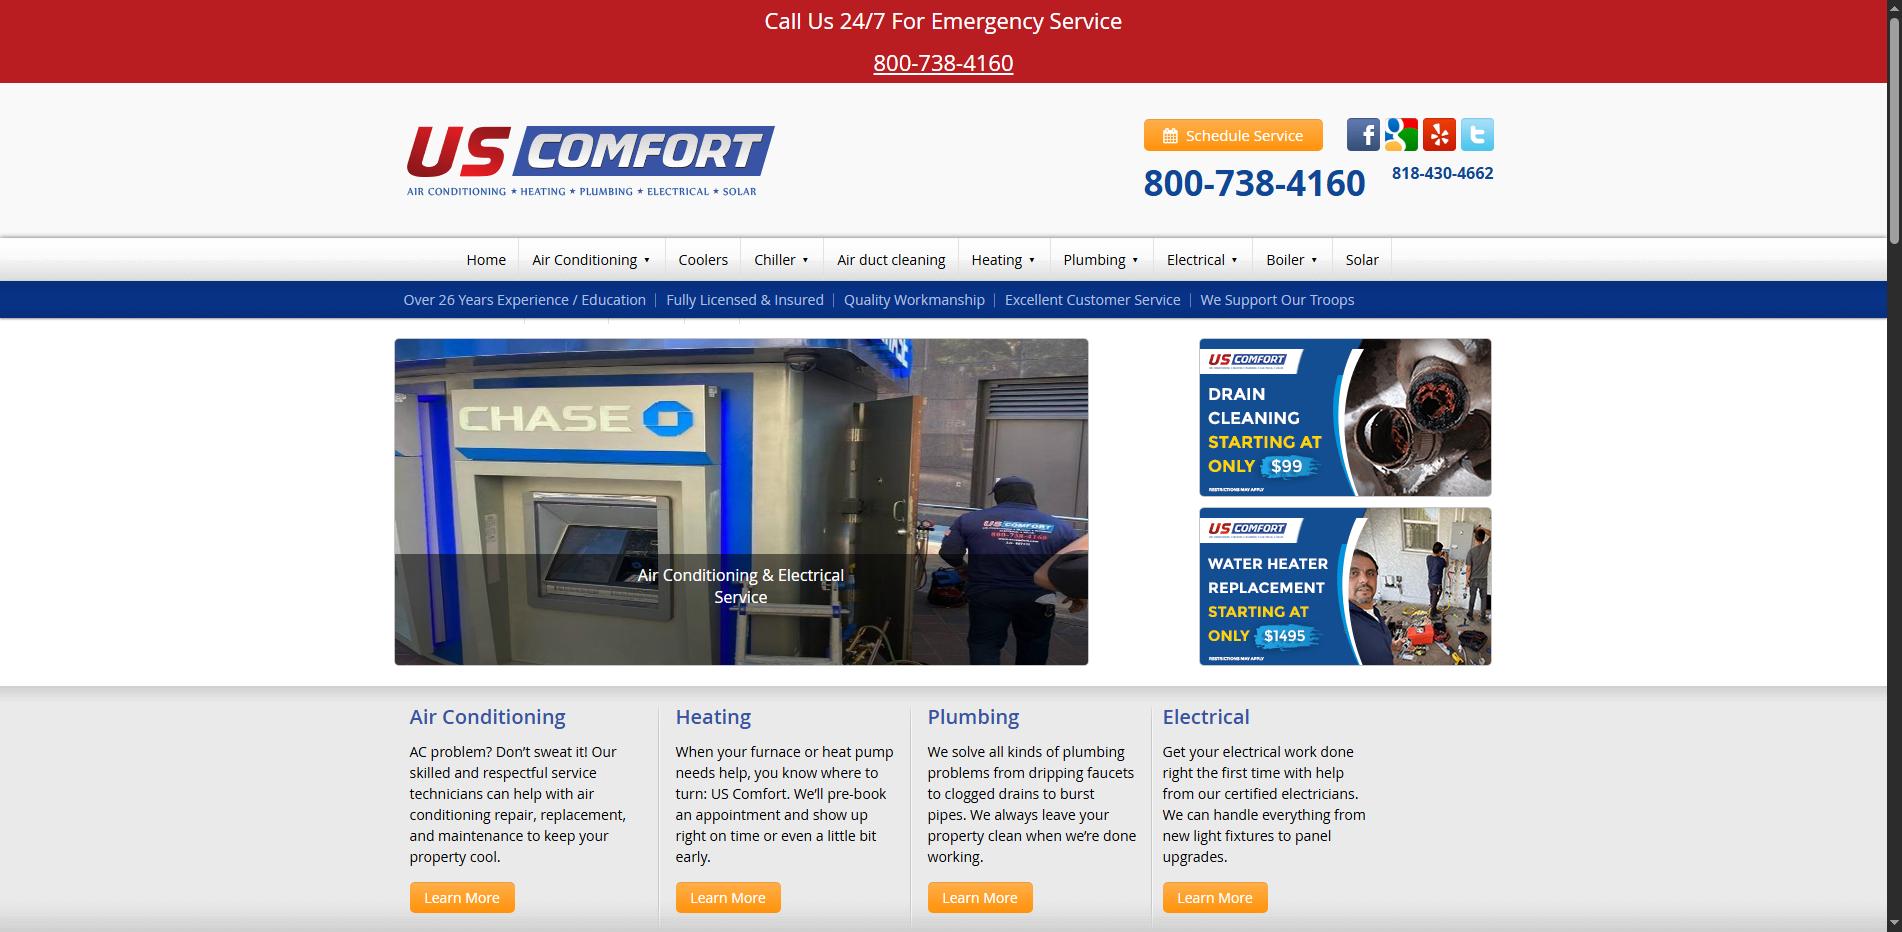 Call Us 24/7 For Emergency Service
800-738-4160
US COMFORT
AIR CONDITIONING ★ HEATING ★ PLUMBING ★ ELECTRICAL ★ SOLAR
Schedule Service
800-738-4160
818-430-4662
Home Air Conditioning Coolers Chiller Air duct cleaning Heating Plumbing Electrical Boiler Solar
Over 26 Years Experience / Education | Fully Licensed & Insured | Quality Workmanship | Excellent Customer Service | We Support Our Troops
CHASE
US COMFORT
800-738-4160
Air Conditioning & Electrical
Service
US COMFORT
DRAIN
CLEANING
STARTING AT
ONLY $99
RESTRICTIONS MAY APPLY
US COMFORT
WATER HEATER
REPLACEMENT
STARTING AT
ONLY $1495
RESTRICTIONS MAY APPLY
Air Conditioning
AC problem? Don’t sweat it! Our
skilled and respectful service
technicians can help with air
conditioning repair, replacement,
and maintenance to keep your
property cool.
Learn More
Heating
When your furnace or heat pump
needs help, you know where to
turn: US Comfort. We’ll pre-book
an appointment and show up
right on time or even a little bit
early.
Learn More
Plumbing
We solve all kinds of plumbing
problems from dripping faucets
to clogged drains to burst
pipes. We always leave your
property clean when we’re done
working.
Learn More
Electrical
Get your electrical work done
right the first time with help
from our certified electricians.
We can handle everything from
new light fixtures to panel
upgrades.
Learn More